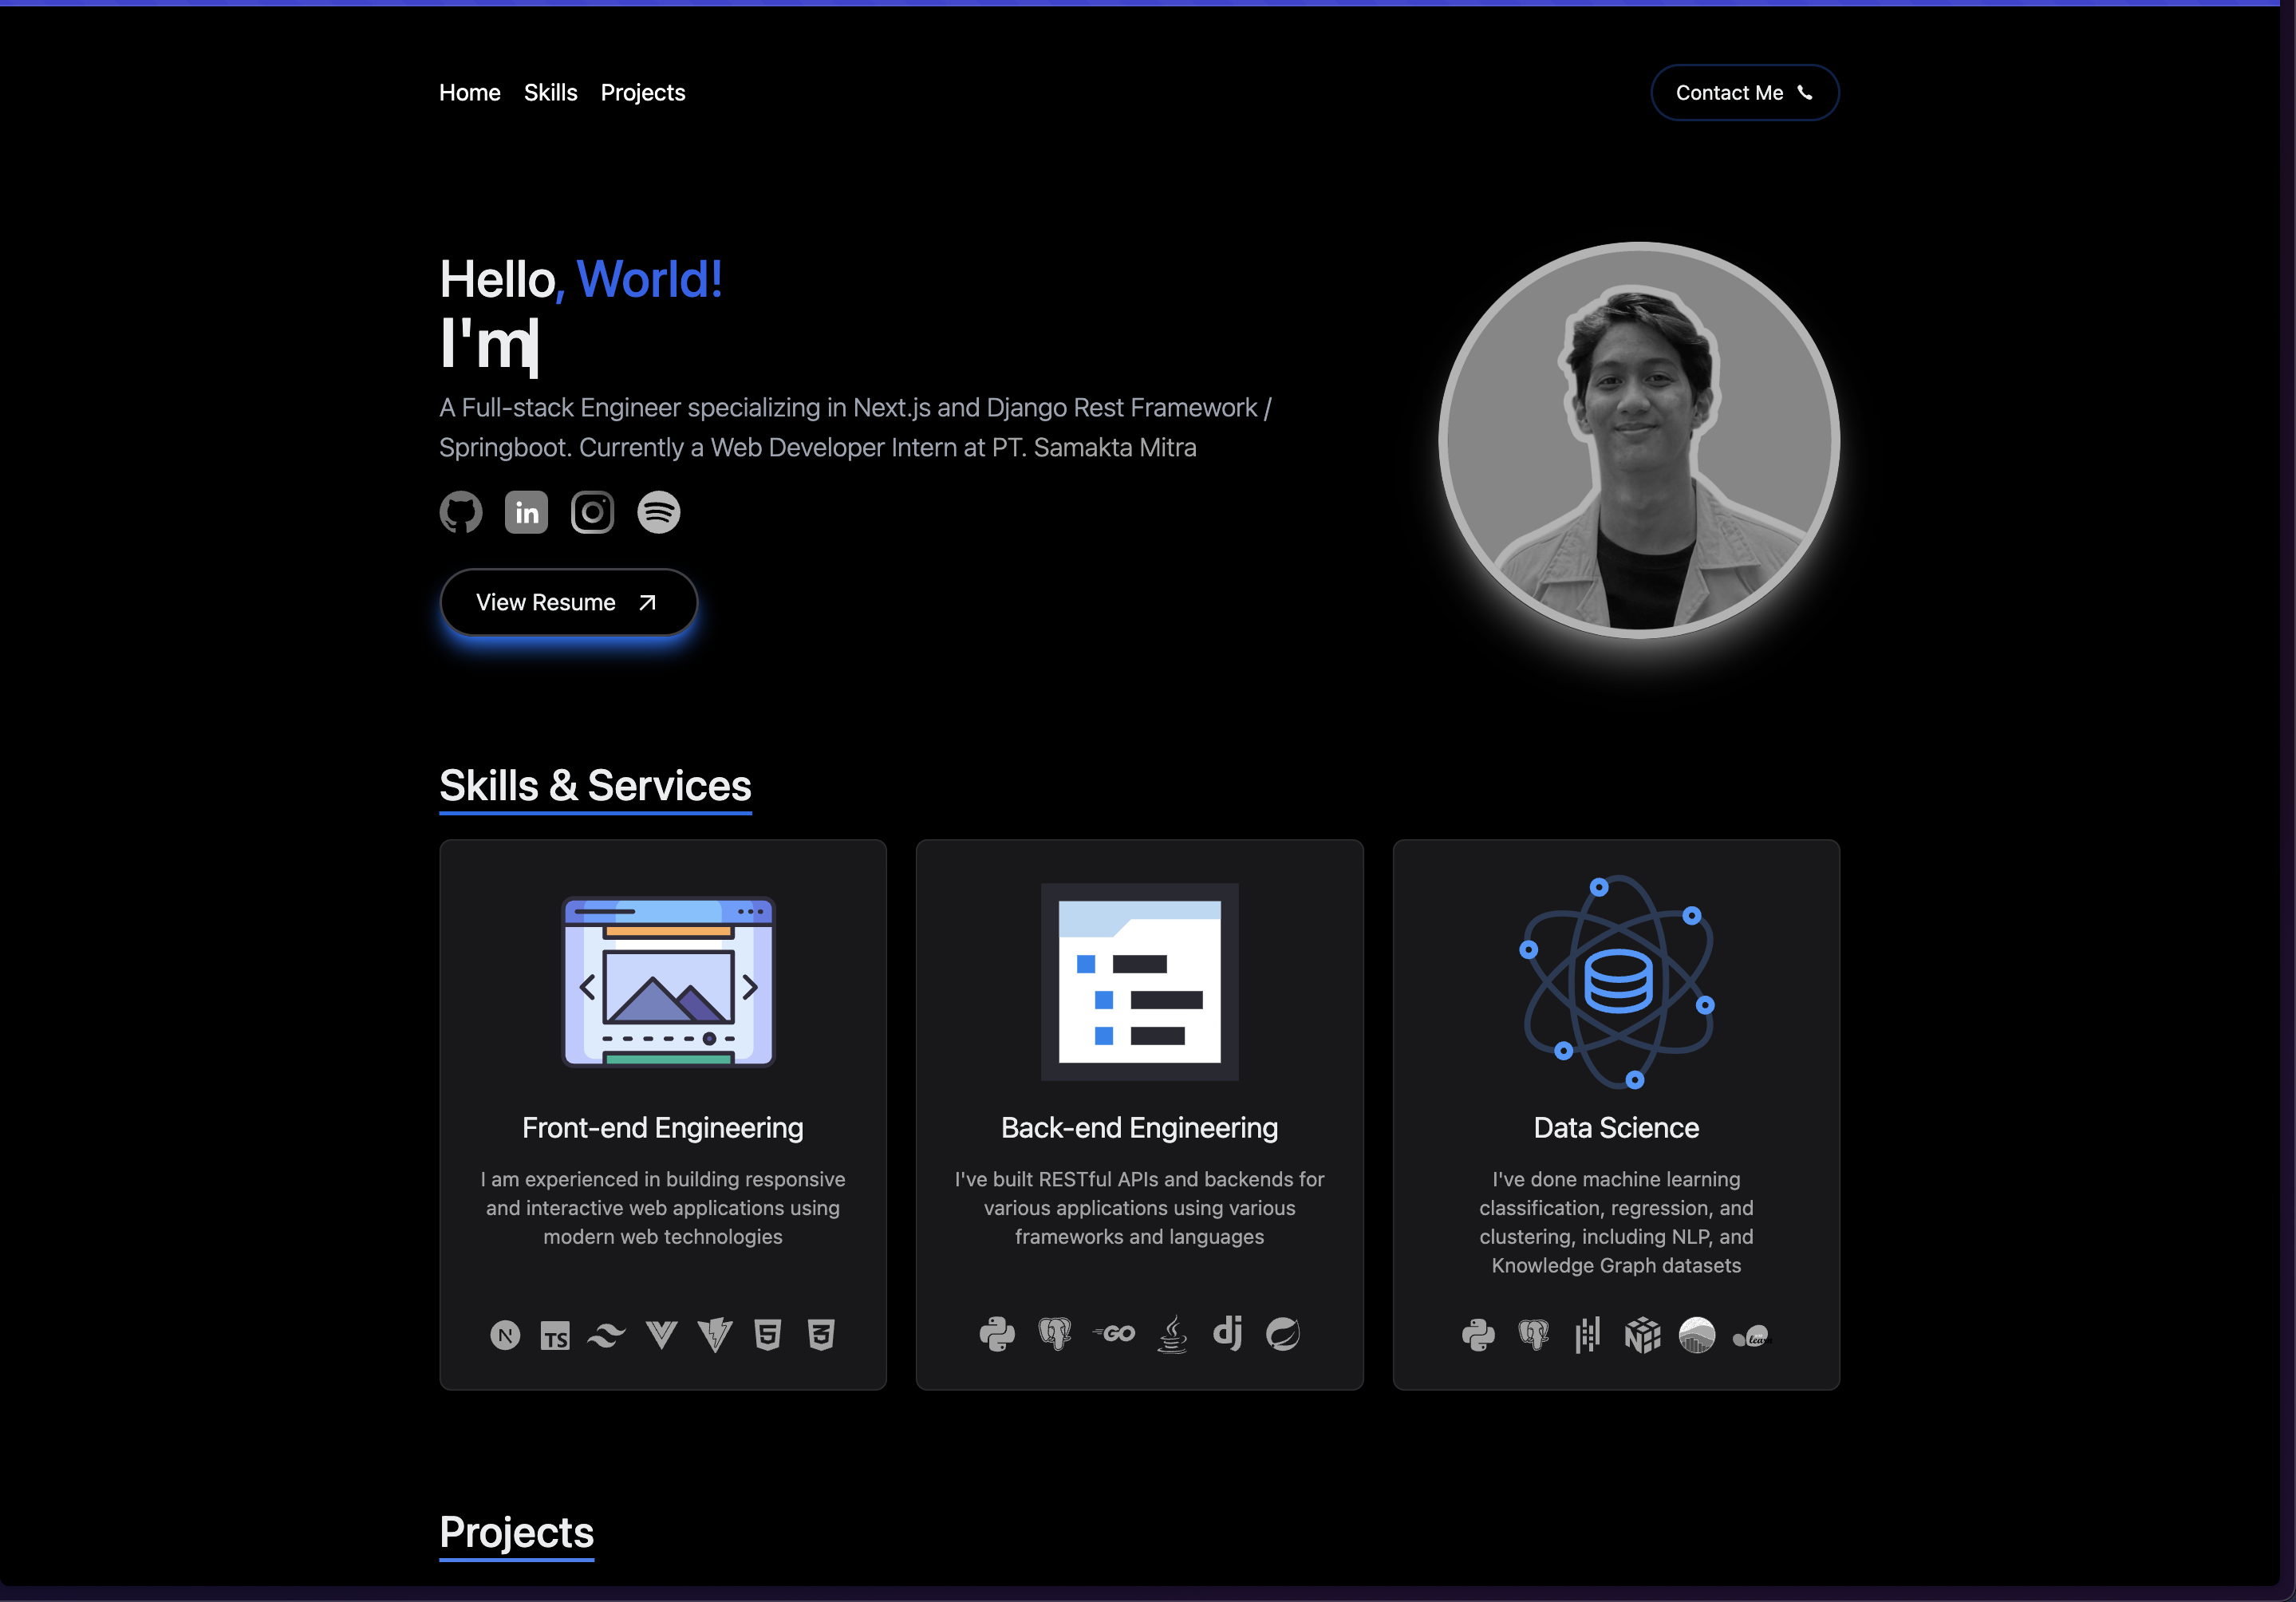 Home Skills Projects
Contact Me
Hello, World!
I'm
A Full-stack Engineer specializing in Next.js and Django Rest Framework /
Springboot. Currently a Web Developer Intern at PT. Samakta Mitra
in
View Resume
Skills & Services
Front-end Engineering
I am experienced in building responsive
and interactive web applications using
modern web technologies
N TS 5 3
Back-end Engineering
I've built RESTful APIs and backends for
various applications using various
frameworks and languages
GO dj
Data Science
I've done machine learning
classification, regression, and
clustering, including NLP, and
Knowledge Graph datasets
learn
Projects